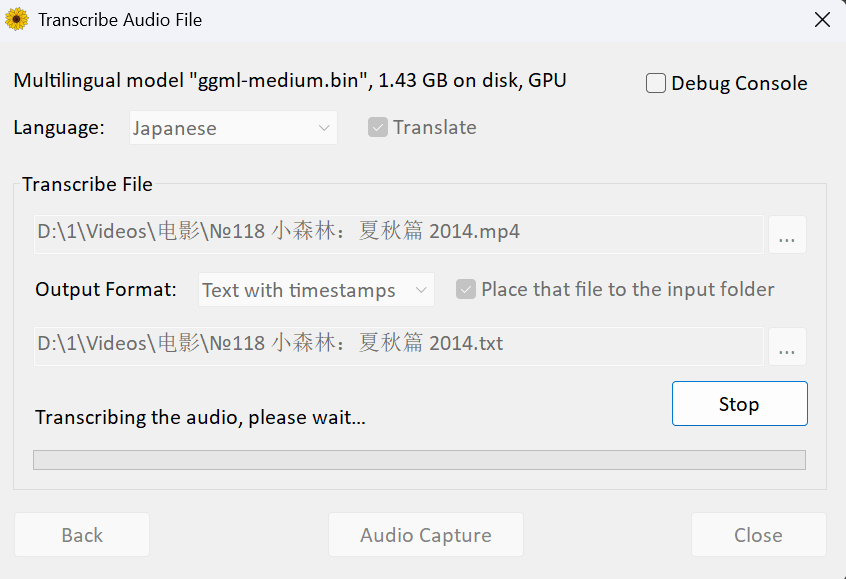 Transcribe Audio File
Multilingual model "ggml-medium.bin", 1.43 GB on disk, GPU
Debug Console
Language: Japanese Translate
Transcribe File
D:\1\Videos\电影\№118 小森林：夏秋篇 2014.mp4 ...
Output Format: Text with timestamps Place that file to the input folder
D:\1\Videos\电影\№118 小森林：夏秋篇 2014.txt ...
Transcribing the audio, please wait...
Stop
Back Audio Capture Close